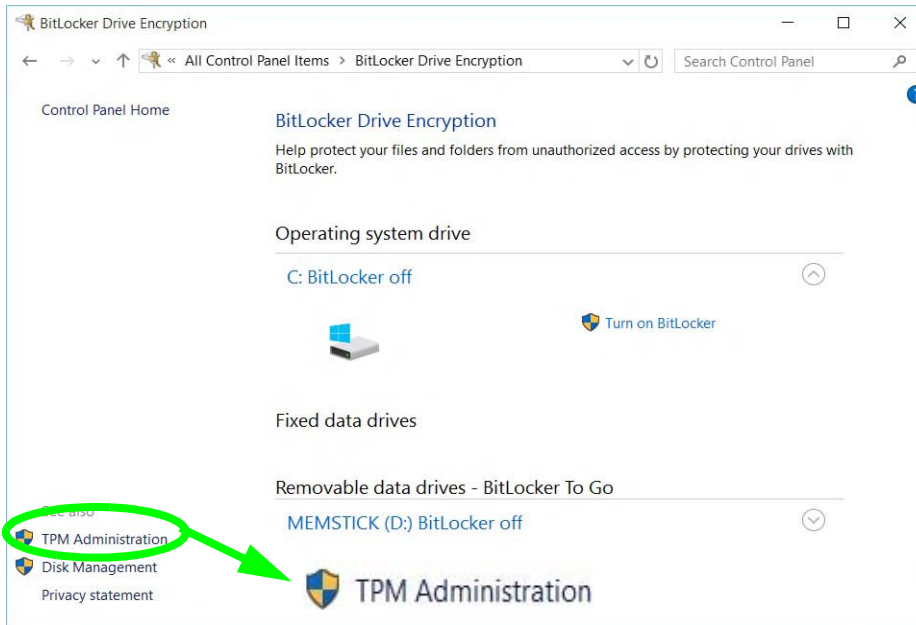 BitLocker Drive Encryption
« All Control Panel Items > BitLocker Drive Encryption
Search Control Panel
Control Panel Home
BitLocker Drive Encryption
Help protect your files and folders from unauthorized access by protecting your drives with
BitLocker.
Operating system drive
C: BitLocker off
Turn on BitLocker
Fixed data drives
Removable data drives - BitLocker To Go
MEMSTICK (D:) BitLocker off
See also
TPM Administration
Disk Management
Privacy statement
TPM Administration